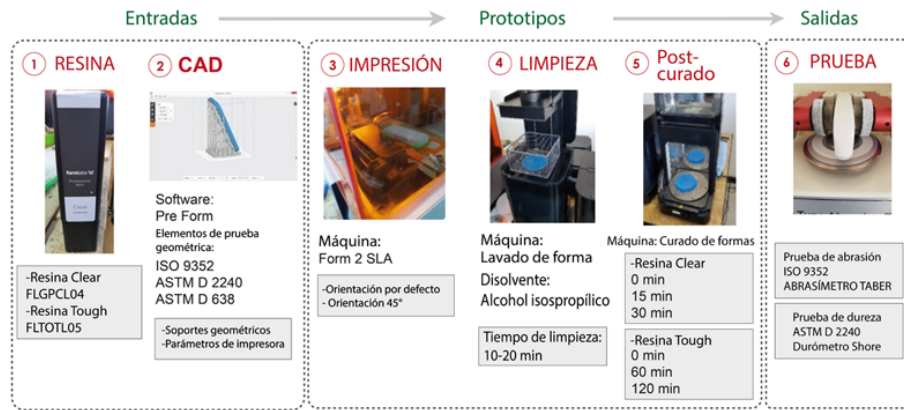 Entradas
Prototipos
Salidas
1 RESINA
formlabs
Clear
-Resina Clear
FLGPCL04
-Resina Tough
FLTOTL05
2 CAD
Software:
Pre Form
Elementos de prueba
geométrica:
ISO 9352
ASTM D 2240
ASTM D 638
-Soportes geométricos
-Parámetros de impresora
3 IMPRESIÓN
Máquina:
Form 2 SLA
-Orientación por defecto
- Orientación 45°
4 LIMPIEZA
Máquina:
Lavado de forma
Disolvente:
Alcohol isospropílico
Tiempo de limpieza:
10-20 min
5 Post-
curado
Máquina: Curado de formas
-Resina Clear
0 min
15 min
30 min
-Resina Tough
0 min
60 min
120 min
6 PRUEBA
Prueba de abrasión
ISO 9352
ABRASÍMETRO TABER
Prueba de dureza
ASTM D 2240
Durómetro Shore